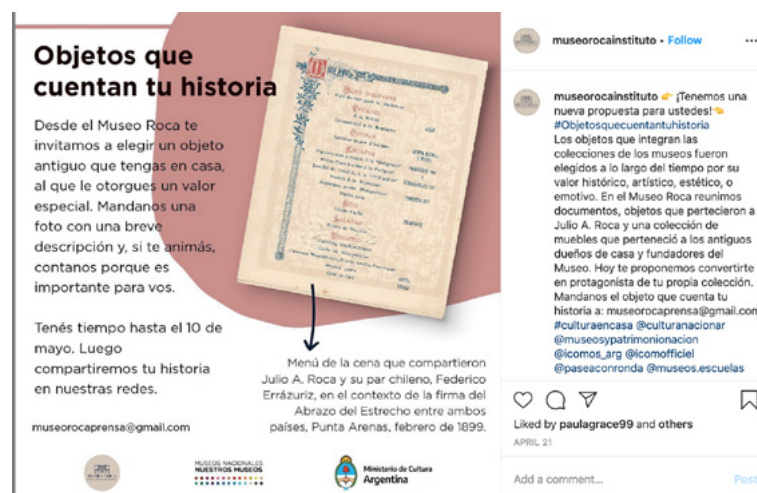 Objetos que
cuentan tu historia
Desde el Museo Roca te
invitamos a elegir un objeto
antiguo que tengas en casa,
al que le otorgues un valor
especial. Mandanos una
foto con una breve
descripción y, si te animás,
contanos porque es
importante para vos.
Tenés tiempo hasta el 10 de
mayo. Luego
compartiremos tu historia
en nuestras redes.
museorocaprensa@gmail.com
Menú de la cena que compartieron
Julio A. Roca y su par chileno, Federico
Errázuriz, en el contexto de la firma del
Abrazo del Estrecho entre ambos
países, Punta Arenas, febrero de 1899.
MUSEOS NACIONALES
NUESTROS MUSEOS
Ministerio de Cultura
Argentina
museorocainstituto • Follow
museorocainstituto 👉 ¡Tenemos una
nueva propuesta para ustedes!👈
#Objetosquecuentantuhistoria
Los objetos que integran las
colecciones de los museos fueron
elegidos a lo largo del tiempo por su
valor histórico, artístico, estético, o
emotivo. En el Museo Roca reunimos
documentos, objetos que pertecieron a
Julio A. Roca y una colección de
muebles que perteneció a los antiguos
dueños de casa y fundadores del
Museo. Hoy te proponemos convertirte
en protagonista de tu propia colección.
Mandanos el objeto que cuenta tu
historia a: museorocaprensa@gmail.com
#culturaencasa @culturanacionar
@museosypatrimonionacion
@icomos_arg @icomofficiel
@paseaconronda @museos.escuelas
Liked by paulagrace99 and others
APRIL 21
Add a comment...
Post